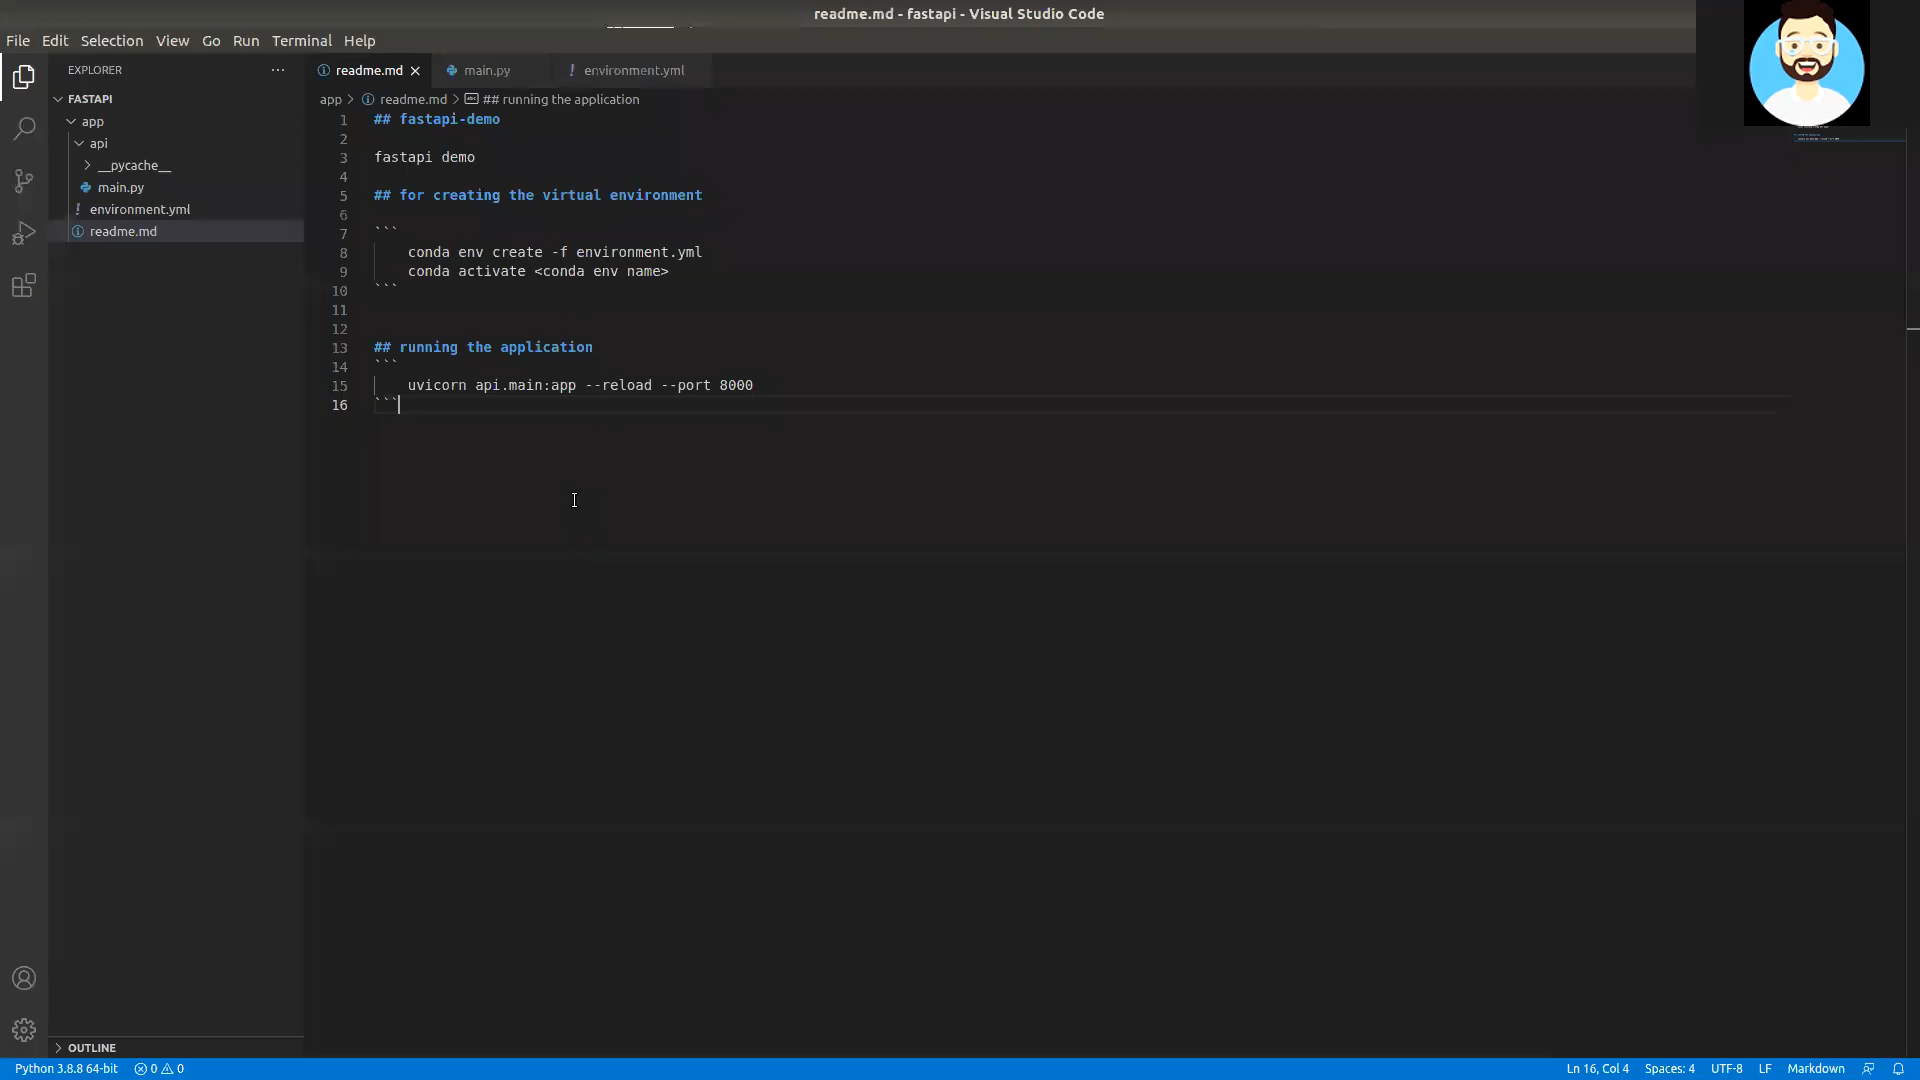 readme.md - fastapi - Visual Studio Code
File Edit Selection View Go Run Terminal Help
EXPLORER
FASTAPI
app
api
__pycache__
main.py
environment.yml
readme.md
OUTLINE
readme.md main.py ! environment.yml
app > readme.md > ## running the application
1 ## fastapi-demo
2
3 fastapi demo
4
5 ## for creating the virtual environment
6
7 ```
8 conda env create -f environment.yml
9 conda activate <conda env name>
10 ```
11
12
13 ## running the application
14 ```
15 uvicorn api.main:app --reload --port 8000
16 ```
Python 3.8.8 64-bit 0 0 Ln 16, Col 4 Spaces: 4 UTF-8 LF Markdown